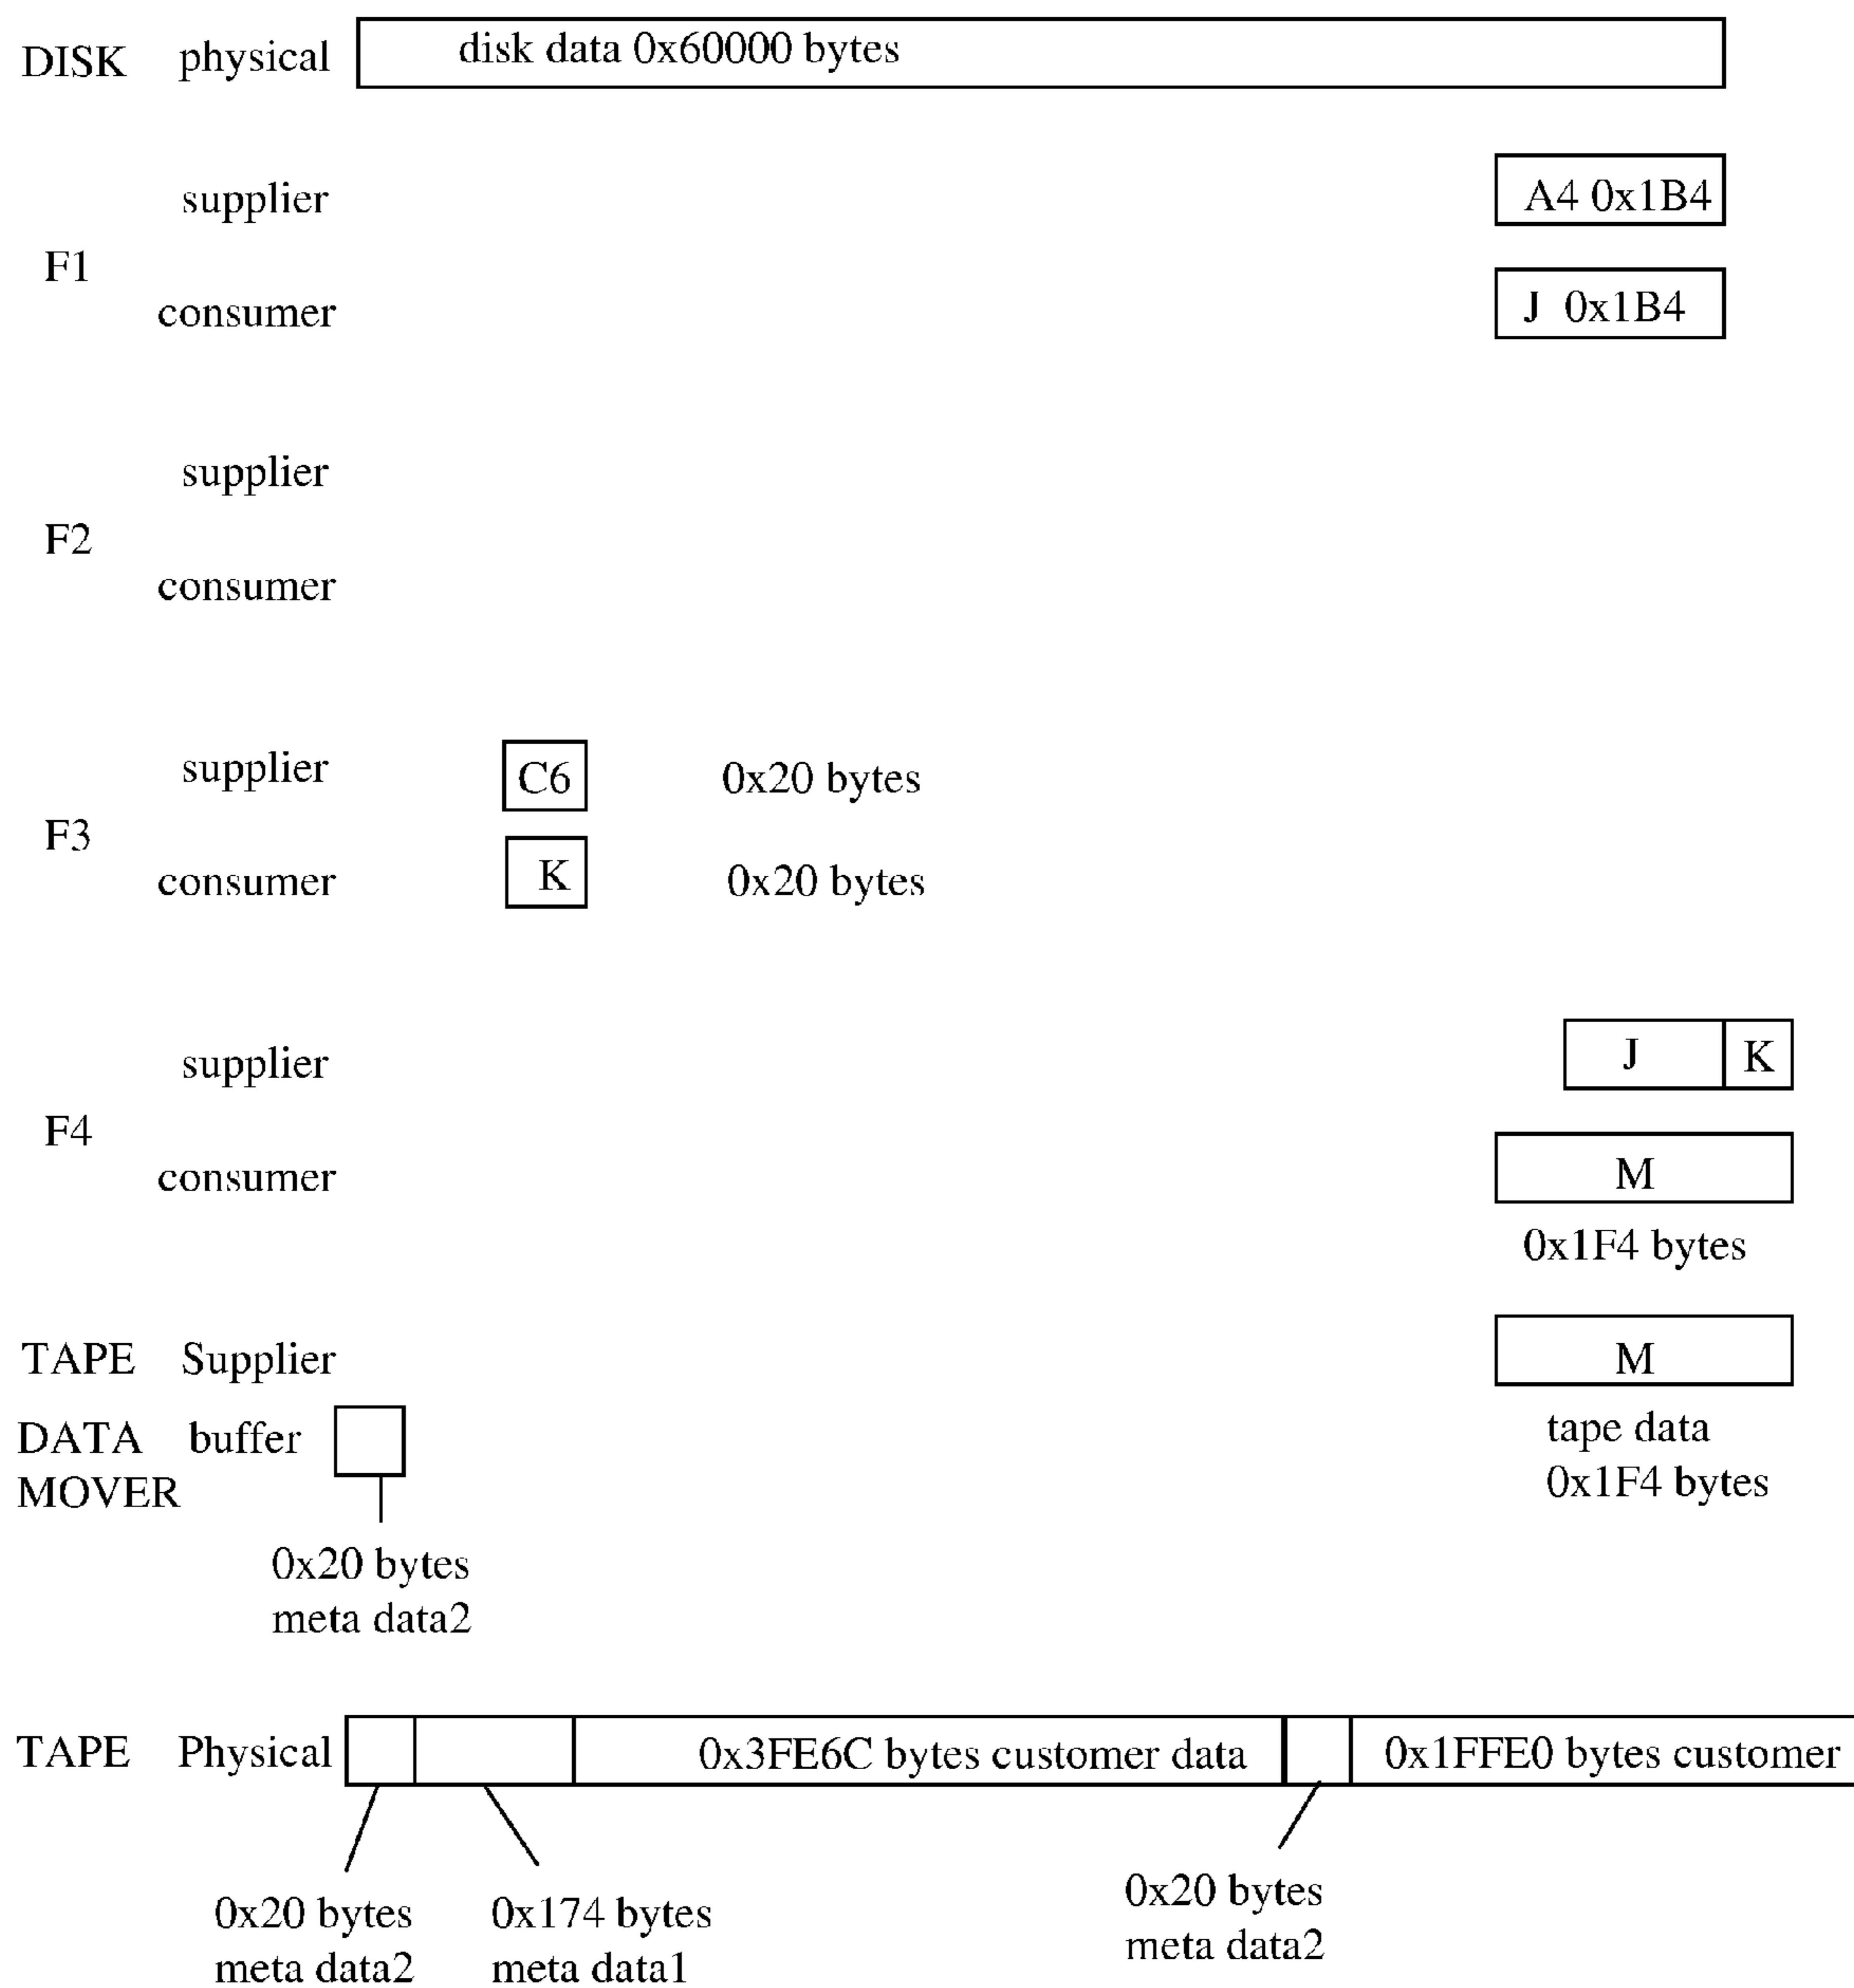 DISK physical disk data 0x60000 bytes
supplier A4 0x1B4
F1
consumer J 0x1B4
supplier
F2
consumer
supplier C6 0x20 bytes
F3
consumer K 0x20 bytes
supplier J K
F4
consumer M
0x1F4 bytes
TAPE Supplier M
DATA buffer
MOVER
tape data
0x1F4 bytes
0x20 bytes
meta data2
TAPE Physical 0x3FE6C bytes customer data 0x1FFE0 bytes customer
0x20 bytes
meta data2
0x174 bytes
meta data1
0x20 bytes
meta data2